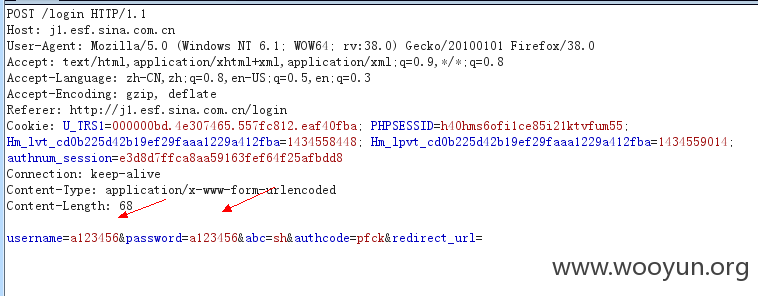 POST /login HTTP/1.1
Host: j1.esf.sina.com.cn
User-Agent: Mozilla/5.0 (Windows NT 6.1; WOW64; rv:38.0) Gecko/20100101 Firefox/38.0
Accept: text/html,application/xhtml+xml,application/xml;q=0.9,*/*;q=0.8
Accept-Language: zh-CN,zh;q=0.8,en-US;q=0.5,en;q=0.3
Accept-Encoding: gzip, deflate
Referer: http://j1.esf.sina.com.cn/login
Cookie: U_TRS1=000000bd.4e307465.557fc812.eaf40fba; PHPSESSID=h40hms6ofi1ce85i21ktvfum55;
Hm_lvt_cd0b225d42b19ef29faaa1229a412fba=1434558448; Hm_lpvt_cd0b225d42b19ef29faaa1229a412fba=1434559014;
authnum_session=e3d8d7ffca8aa59163fef64f25afbdd8
Connection: keep-alive
Content-Type: application/x-www-form-urlencoded
Content-Length: 68
username=a123456&password=a123456&abc=sh&authcode=pfck&redirect_url=
www.wooyun.org